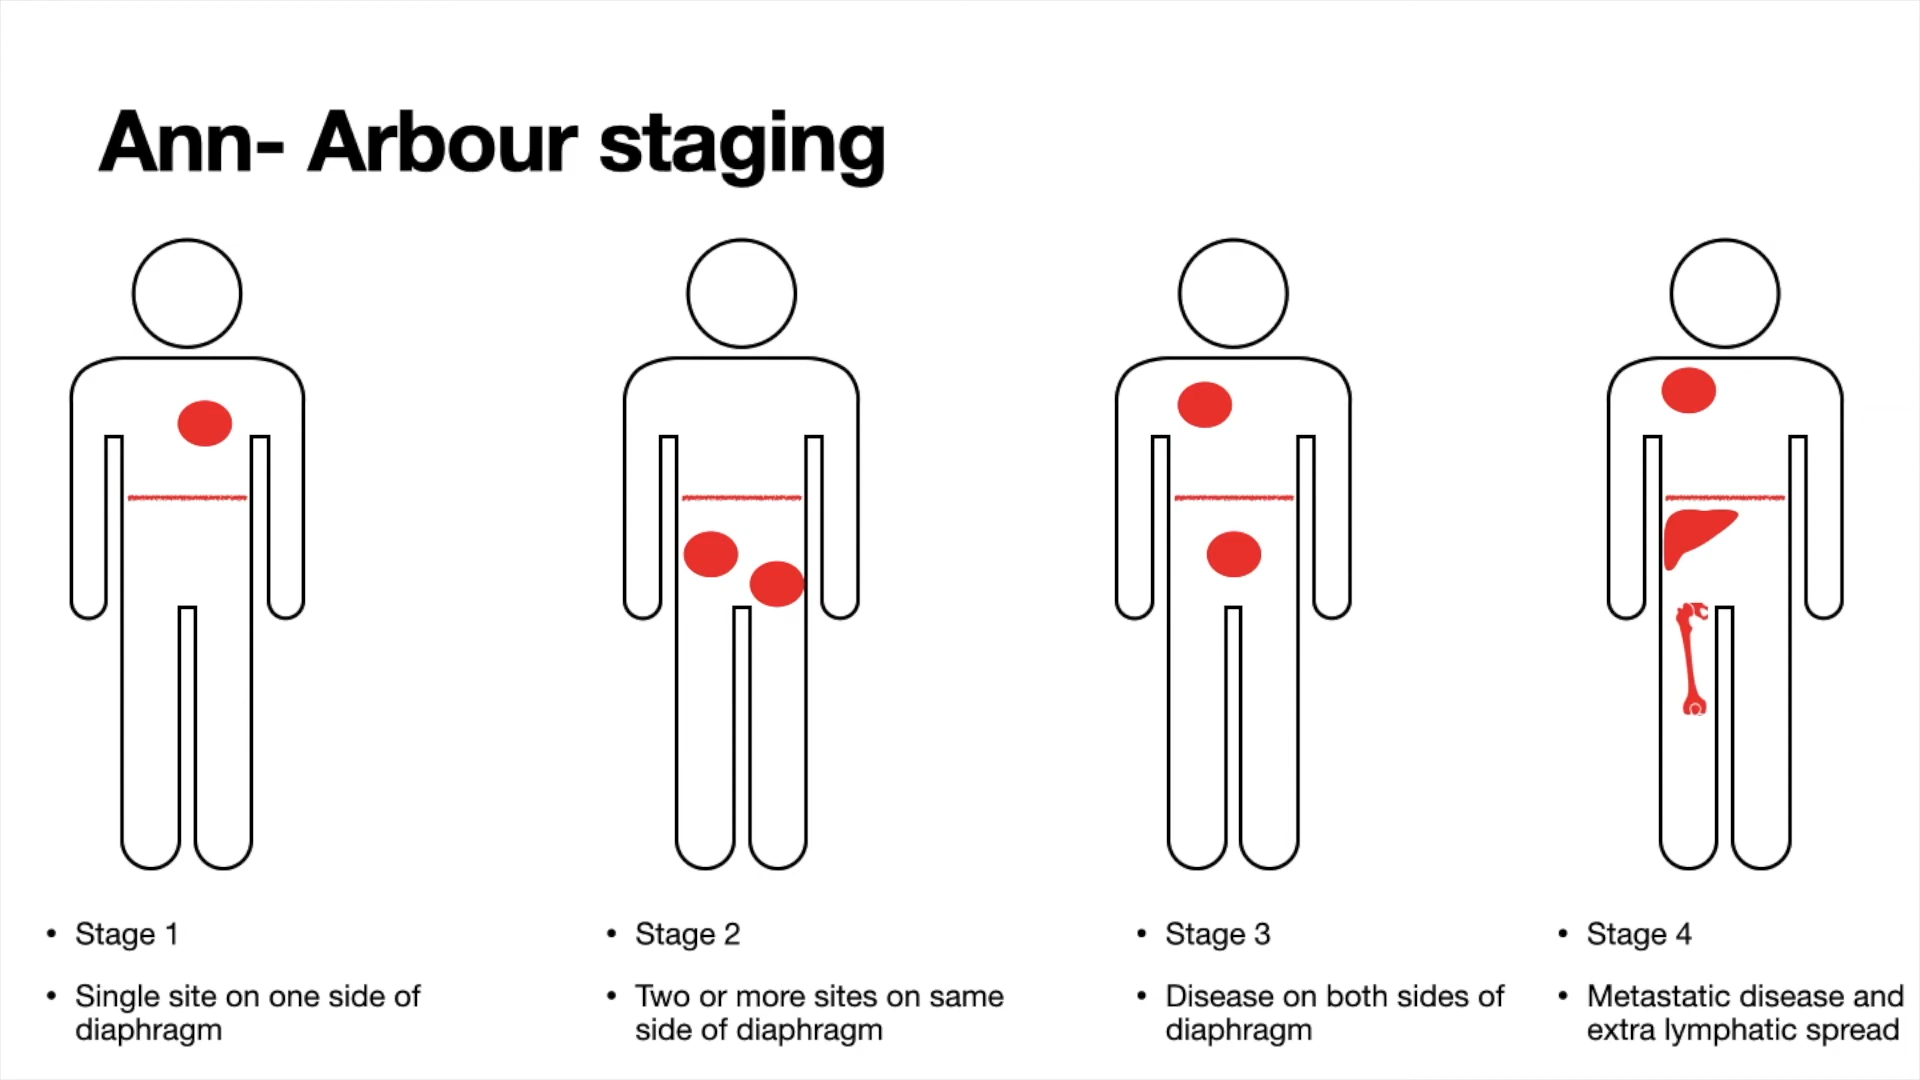 Ann- Arbour staging
• Stage 1
• Single site on one side of
diaphragm
• Stage 2
• Two or more sites on same
side of diaphragm
• Stage 3
• Disease on both sides of
diaphragm
• Stage 4
• Metastatic disease and
extra lymphatic spread